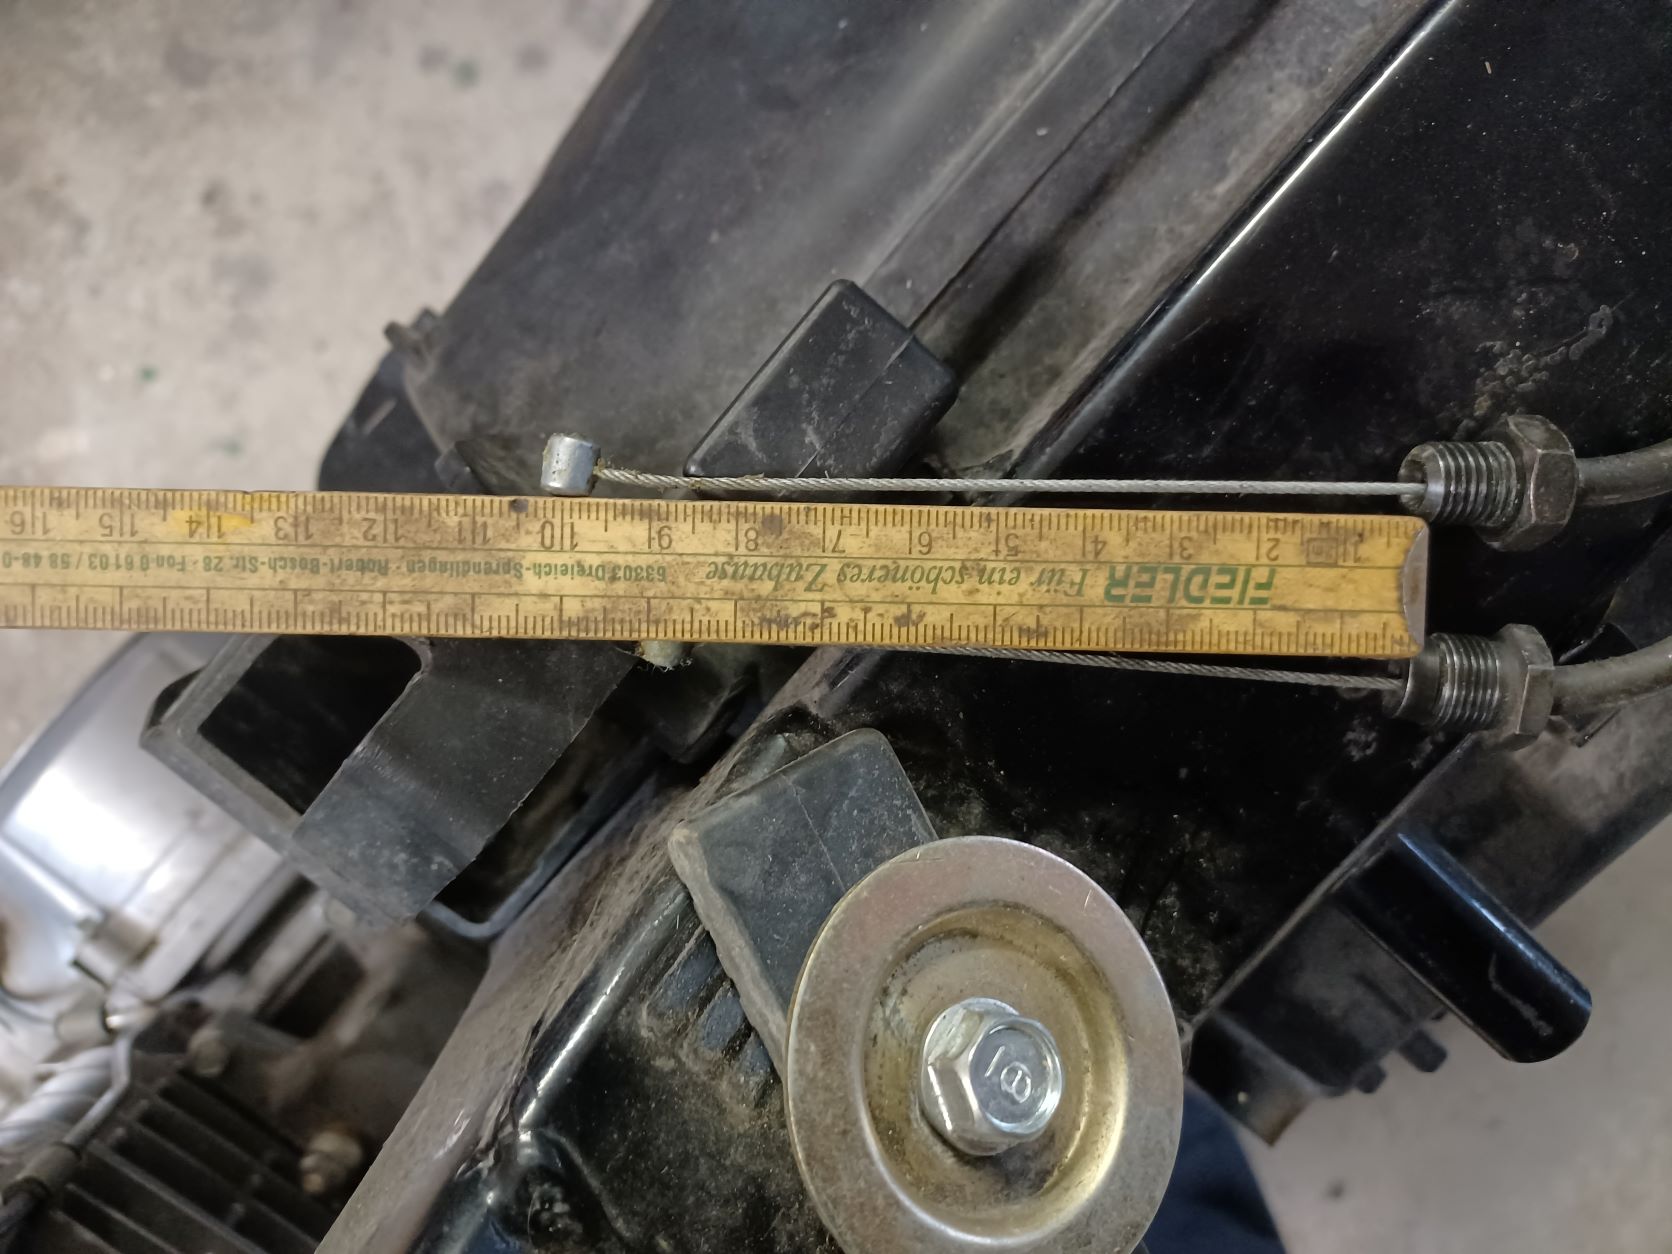 FIEDLER Für ein schöneres Zuhause 63303 Dreieich-Sprendlingen · Robert-Bosch-Str. 28 · Fon 0 61 03 / 58 48-0
1 2 3 4 5 6 7 8 9 10 11 12 13 14 15 16